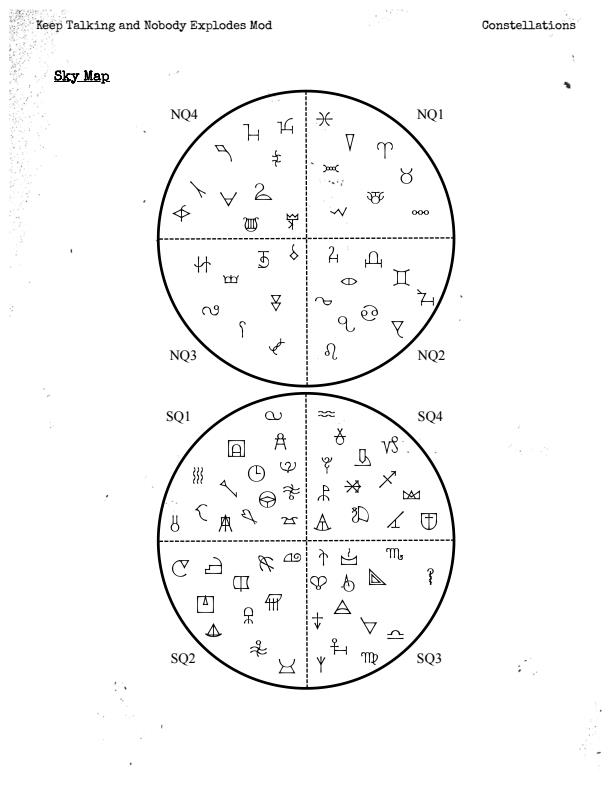 Keep Talking and Nobody Explodes Mod
Constellations
Sky Map
NQ4
NQ1
NQ3
NQ2
SQ1
SQ4
SQ2
SQ3